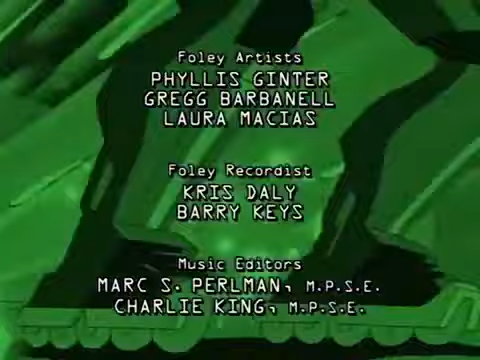 Foley Artists
PHYLLIS GINTER
GREGG BARBANELL
LAURA MACIAS
Foley Recordist
KRIS DALY
BARRY KEYS
Music Editors
MARC S. PERLMAN, M.P.S.E.
CHARLIE KING, M.P.S.E.